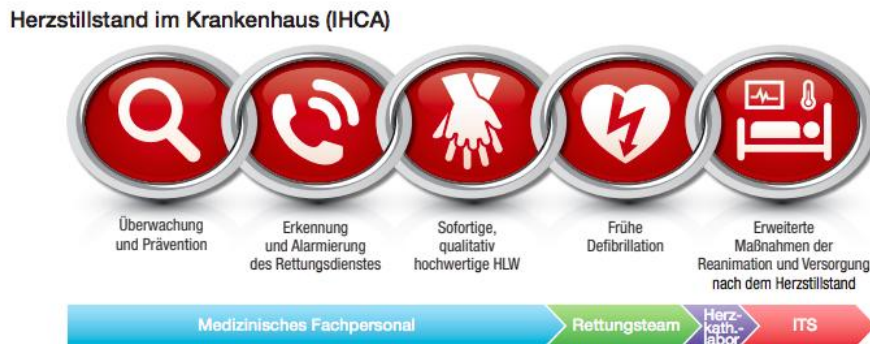 Herzstillstand im Krankenhaus (IHCA)
Überwachung
und Prävention
Erkennung
und Alarmierung
des Rettungsdienstes
Sofortige,
qualitativ
hochwertige HLW
Frühe
Defibrillation
Erweiterte
Maßnahmen der
Reanimation und Versorgung
nach dem Herzstillstand
Medizinisches Fachpersonal
Rettungsteam
Herz-
kath.-
labor
ITS